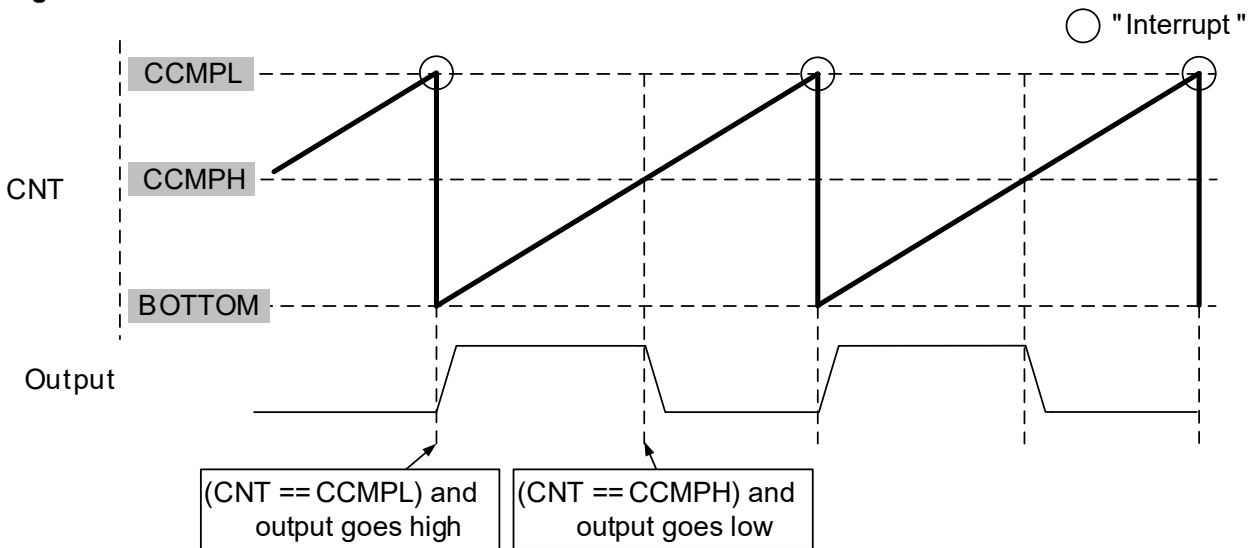 "Interrupt"
CCMPL
CNT
CCMPH
BOTTOM
Output
(CNT == CCMPL) and
output goes high
(CNT == CCMPH) and
output goes low